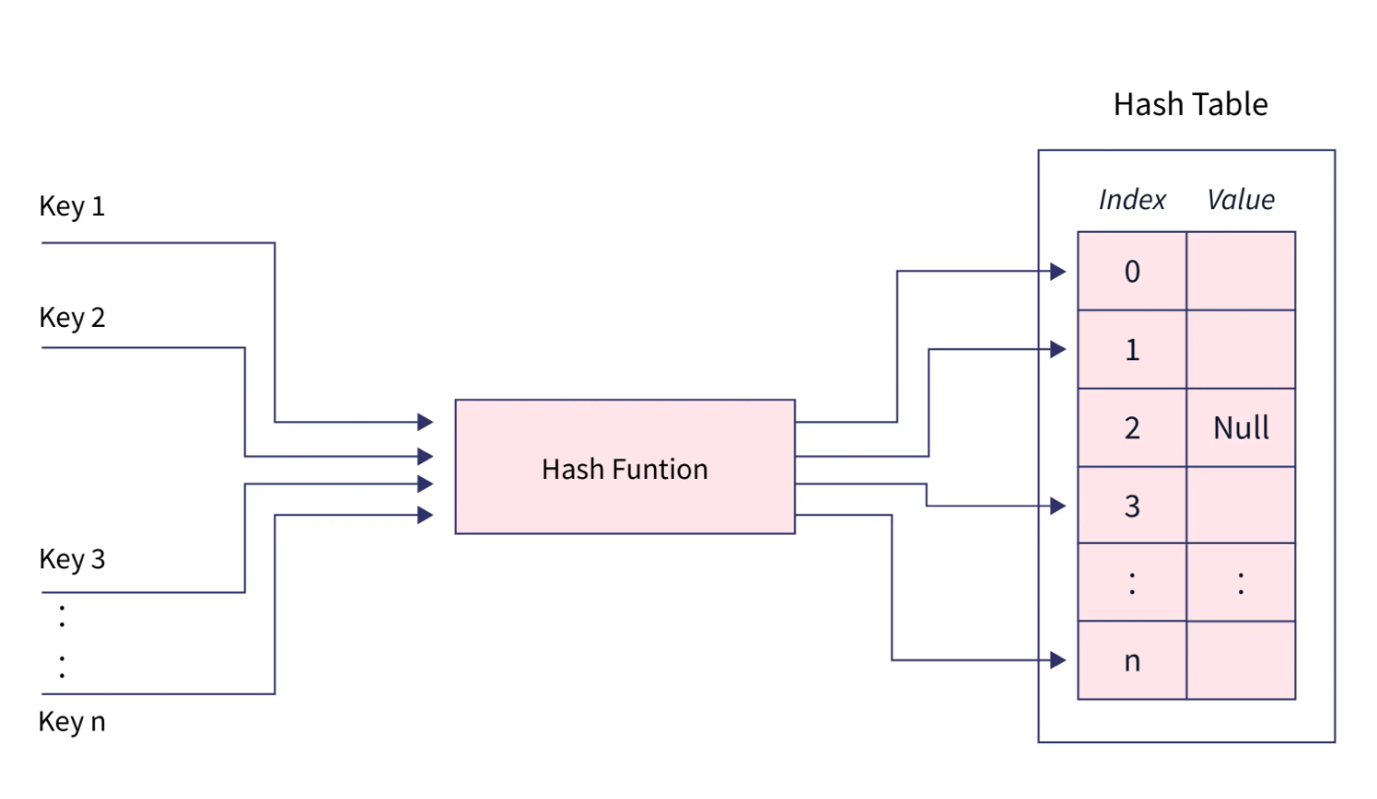 Hash Table
Index Value
Key 1
Key 2
Key 3
:
:
Key n
Hash Funtion
0
1
2 Null
3
: :
n